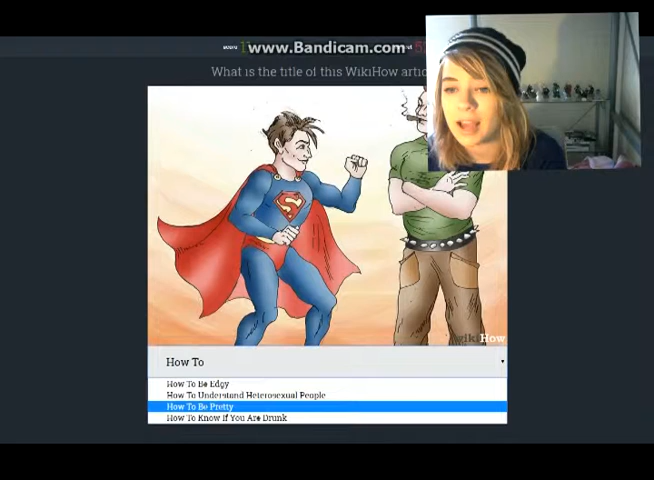 www.Bandicam.com
What is the title of this WikiHow artic
wikiHow
How To
How To Be Edgy
How To Understand Heterosexual People
How To Be Pretty
How To Know If You Are Drunk